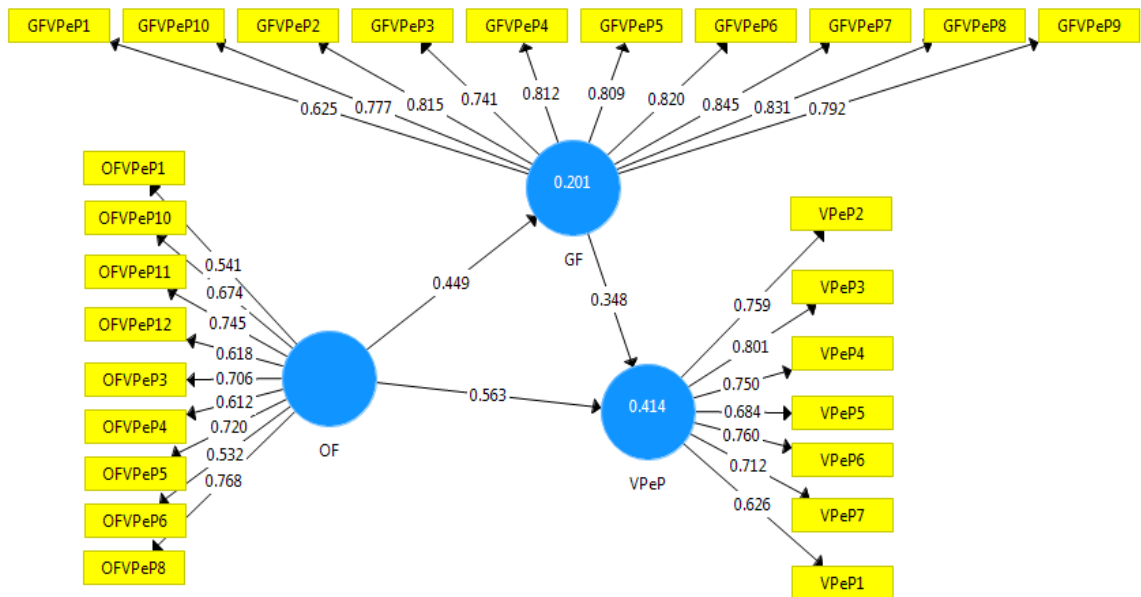 GFVPeP1 GFVPeP10 GFVPeP2 GFVPeP3 GFVPeP4 GFVPeP5 GFVPeP6 GFVPeP7 GFVPeP8 GFVPeP9
0.625 0.777 0.815 0.741 0.812 0.809 0.820 0.845 0.831 0.792
0.201
GF
OFVPeP1
OFVPeP10
OFVPeP11
OFVPeP12
OFVPeP3
OFVPeP4
OFVPeP5
OFVPeP6
OFVPeP8
0.541
0.674
0.745
0.618
0.706
0.612
0.720
0.532
0.768
OF
0.449
0.348
0.563
0.414
VPeP
0.759
0.801
0.750
0.684
0.760
0.712
0.626
VPeP2
VPeP3
VPeP4
VPeP5
VPeP6
VPeP7
VPeP1